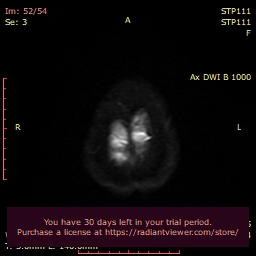 Im: 52/54
Se: 3
A
STP111
STP111
F
Ax DWI B 1000
R
L
You have 30 days left in your trial period.
Purchase a license at https://radiantviewer.com/store/